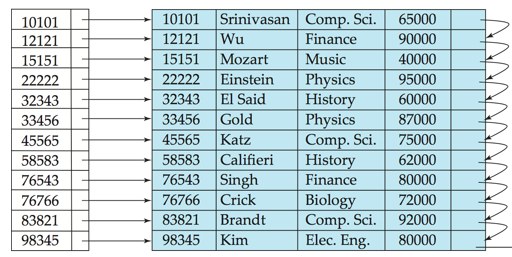 10101 10101 Srinivasan Comp. Sci. 65000
12121 12121 Wu Finance 90000
15151 15151 Mozart Music 40000
22222 22222 Einstein Physics 95000
32343 32343 El Said History 60000
33456 33456 Gold Physics 87000
45565 45565 Katz Comp. Sci. 75000
58583 58583 Califieri History 62000
76543 76543 Singh Finance 80000
76766 76766 Crick Biology 72000
83821 83821 Brandt Comp. Sci. 92000
98345 98345 Kim Elec. Eng. 80000